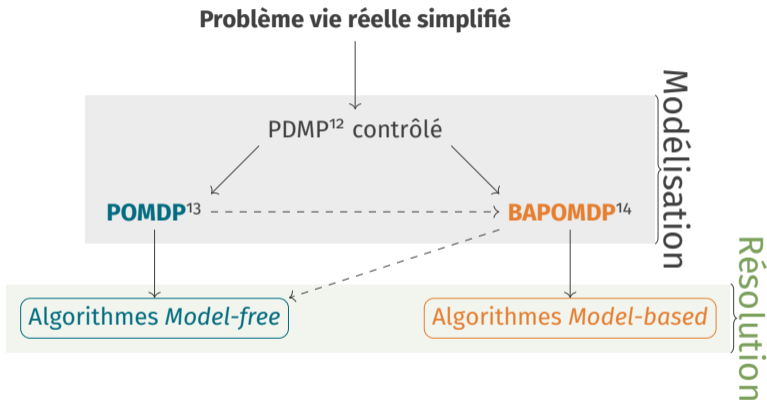 Problème vie réelle simplifié
PDMP¹² contrôlé
POMDP¹³
BAPOMDP¹⁴
Modélisation
Algorithmes Model-free
Algorithmes Model-based
Résolution